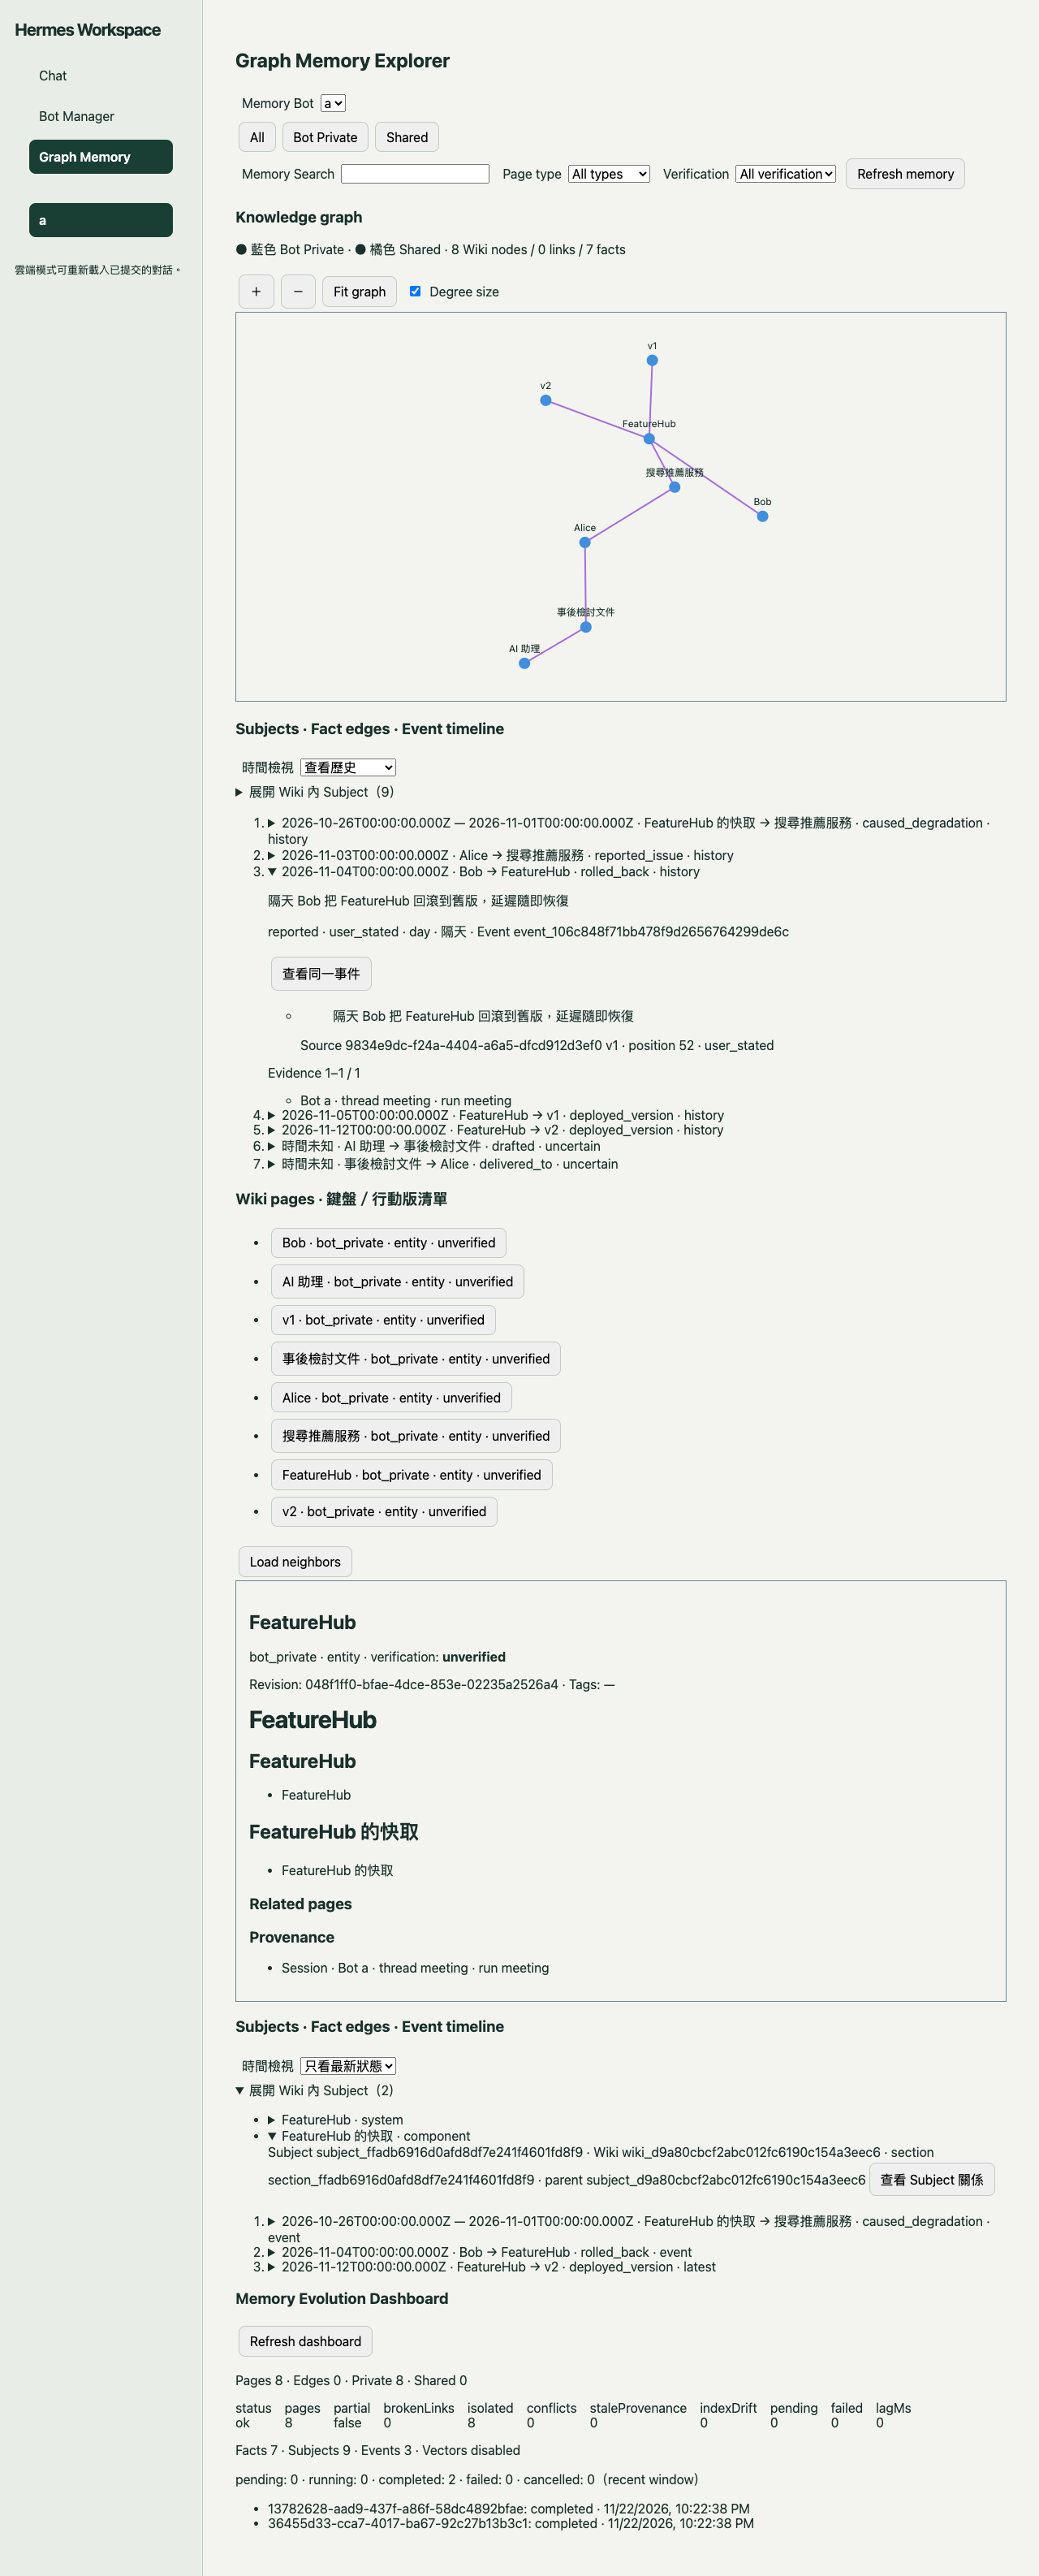 Hermes Workspace
Chat
Bot Manager
Graph Memory
a
雲端模式可重新載入已提交的對話。
Graph Memory Explorer
Memory Bot a
All Bot Private Shared
Memory Search Page type All types Verification All verification Refresh memory
Knowledge graph
● 藍色 Bot Private · ● 橘色 Shared · 8 Wiki nodes / 0 links / 7 facts
+ − Fit graph Degree size
v1
v2
FeatureHub
搜尋推薦服務
Bob
Alice
事後檢討文件
AI 助理
Subjects · Fact edges · Event timeline
時間檢視 查看歷史
▶ 展開 Wiki 內 Subject（9）
1. ▶ 2026-10-26T00:00:00.000Z — 2026-11-01T00:00:00.000Z · FeatureHub 的快取 → 搜尋推薦服務 · caused_degradation ·
history
2. ▶ 2026-11-03T00:00:00.000Z · Alice → 搜尋推薦服務 · reported_issue · history
3. ▼ 2026-11-04T00:00:00.000Z · Bob → FeatureHub · rolled_back · history
隔天 Bob 把 FeatureHub 回滾到舊版，延遲隨即恢復
reported · user_stated · day · 隔天 · Event event_106c848f71bb478f9d2656764299de6c
查看同一事件
隔天 Bob 把 FeatureHub 回滾到舊版，延遲隨即恢復
Source 9834e9dc-f24a-4404-a6a5-dfcd912d3ef0 v1 · position 52 · user_stated
Evidence 1–1 / 1
Bot a · thread meeting · run meeting
4. ▶ 2026-11-05T00:00:00.000Z · FeatureHub → v1 · deployed_version · history
5. ▶ 2026-11-12T00:00:00.000Z · FeatureHub → v2 · deployed_version · history
6. ▶ 時間未知 · AI 助理 → 事後檢討文件 · drafted · uncertain
7. ▶ 時間未知 · 事後檢討文件 → Alice · delivered_to · uncertain
Wiki pages · 鍵盤 / 行動版清單
Bob · bot_private · entity · unverified
AI 助理 · bot_private · entity · unverified
v1 · bot_private · entity · unverified
事後檢討文件 · bot_private · entity · unverified
Alice · bot_private · entity · unverified
搜尋推薦服務 · bot_private · entity · unverified
FeatureHub · bot_private · entity · unverified
v2 · bot_private · entity · unverified
Load neighbors
FeatureHub
bot_private · entity · verification: unverified
Revision: 048f1ff0-bfae-4dce-853e-02235a2526a4 · Tags: —
FeatureHub
FeatureHub
FeatureHub
FeatureHub 的快取
FeatureHub 的快取
Related pages
Provenance
Session · Bot a · thread meeting · run meeting
Subjects · Fact edges · Event timeline
時間檢視 只看最新狀態
▼ 展開 Wiki 內 Subject（2）
▶ FeatureHub · system
▼ FeatureHub 的快取 · component
Subject subject_ffadb6916d0afd8df7e241f4601fd8f9 · Wiki wiki_d9a80cbcf2abc012fc6190c154a3eec6 · section
section_ffadb6916d0afd8df7e241f4601fd8f9 · parent subject_d9a80cbcf2abc012fc6190c154a3eec6 查看 Subject 關係
1. ▶ 2026-10-26T00:00:00.000Z — 2026-11-01T00:00:00.000Z · FeatureHub 的快取 → 搜尋推薦服務 · caused_degradation ·
event
2. ▶ 2026-11-04T00:00:00.000Z · Bob → FeatureHub · rolled_back · event
3. ▶ 2026-11-12T00:00:00.000Z · FeatureHub → v2 · deployed_version · latest
Memory Evolution Dashboard
Refresh dashboard
Pages 8 · Edges 0 · Private 8 · Shared 0
status pages partial brokenLinks isolated conflicts staleProvenance indexDrift pending failed lagMs
ok 8 false 0 8 0 0 0 0 0 0
Facts 7 · Subjects 9 · Events 3 · Vectors disabled
pending: 0 · running: 0 · completed: 2 · failed: 0 · cancelled: 0（recent window）
13782628-aad9-437f-a86f-58dc4892bfae: completed · 11/22/2026, 10:22:38 PM
36455d33-cca7-4017-ba67-92c27b13b3c1: completed · 11/22/2026, 10:22:38 PM